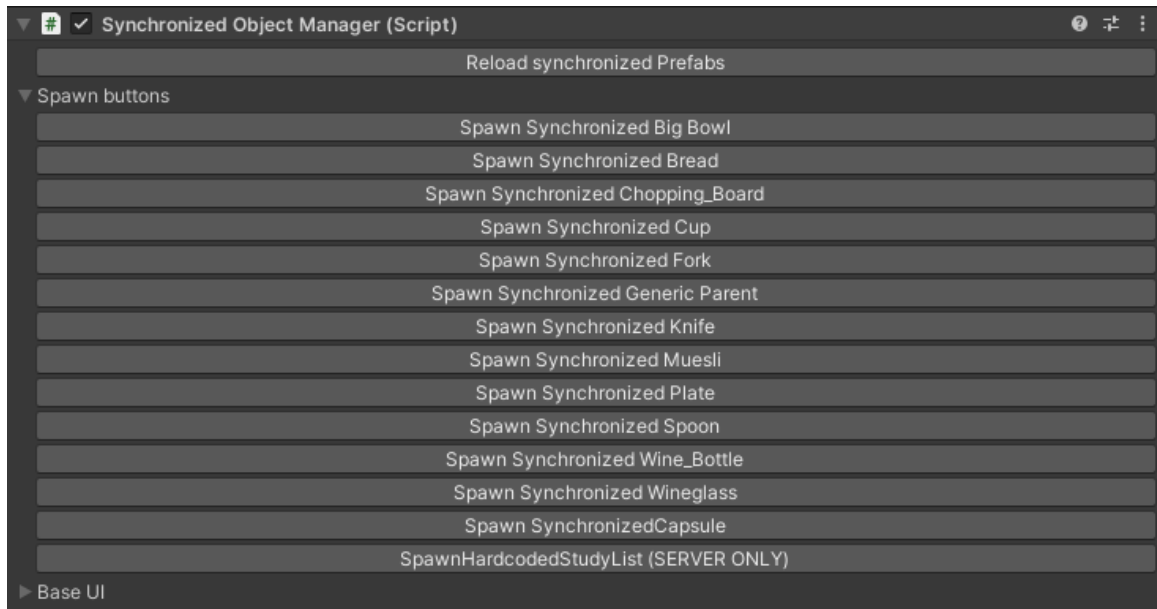 Synchronized Object Manager (Script)
Reload synchronized Prefabs
Spawn buttons
Spawn Synchronized Big Bowl
Spawn Synchronized Bread
Spawn Synchronized Chopping_Board
Spawn Synchronized Cup
Spawn Synchronized Fork
Spawn Synchronized Generic Parent
Spawn Synchronized Knife
Spawn Synchronized Muesli
Spawn Synchronized Plate
Spawn Synchronized Spoon
Spawn Synchronized Wine_Bottle
Spawn Synchronized Wineglass
Spawn SynchronizedCapsule
SpawnHardcodedStudyList (SERVER ONLY)
Base UI